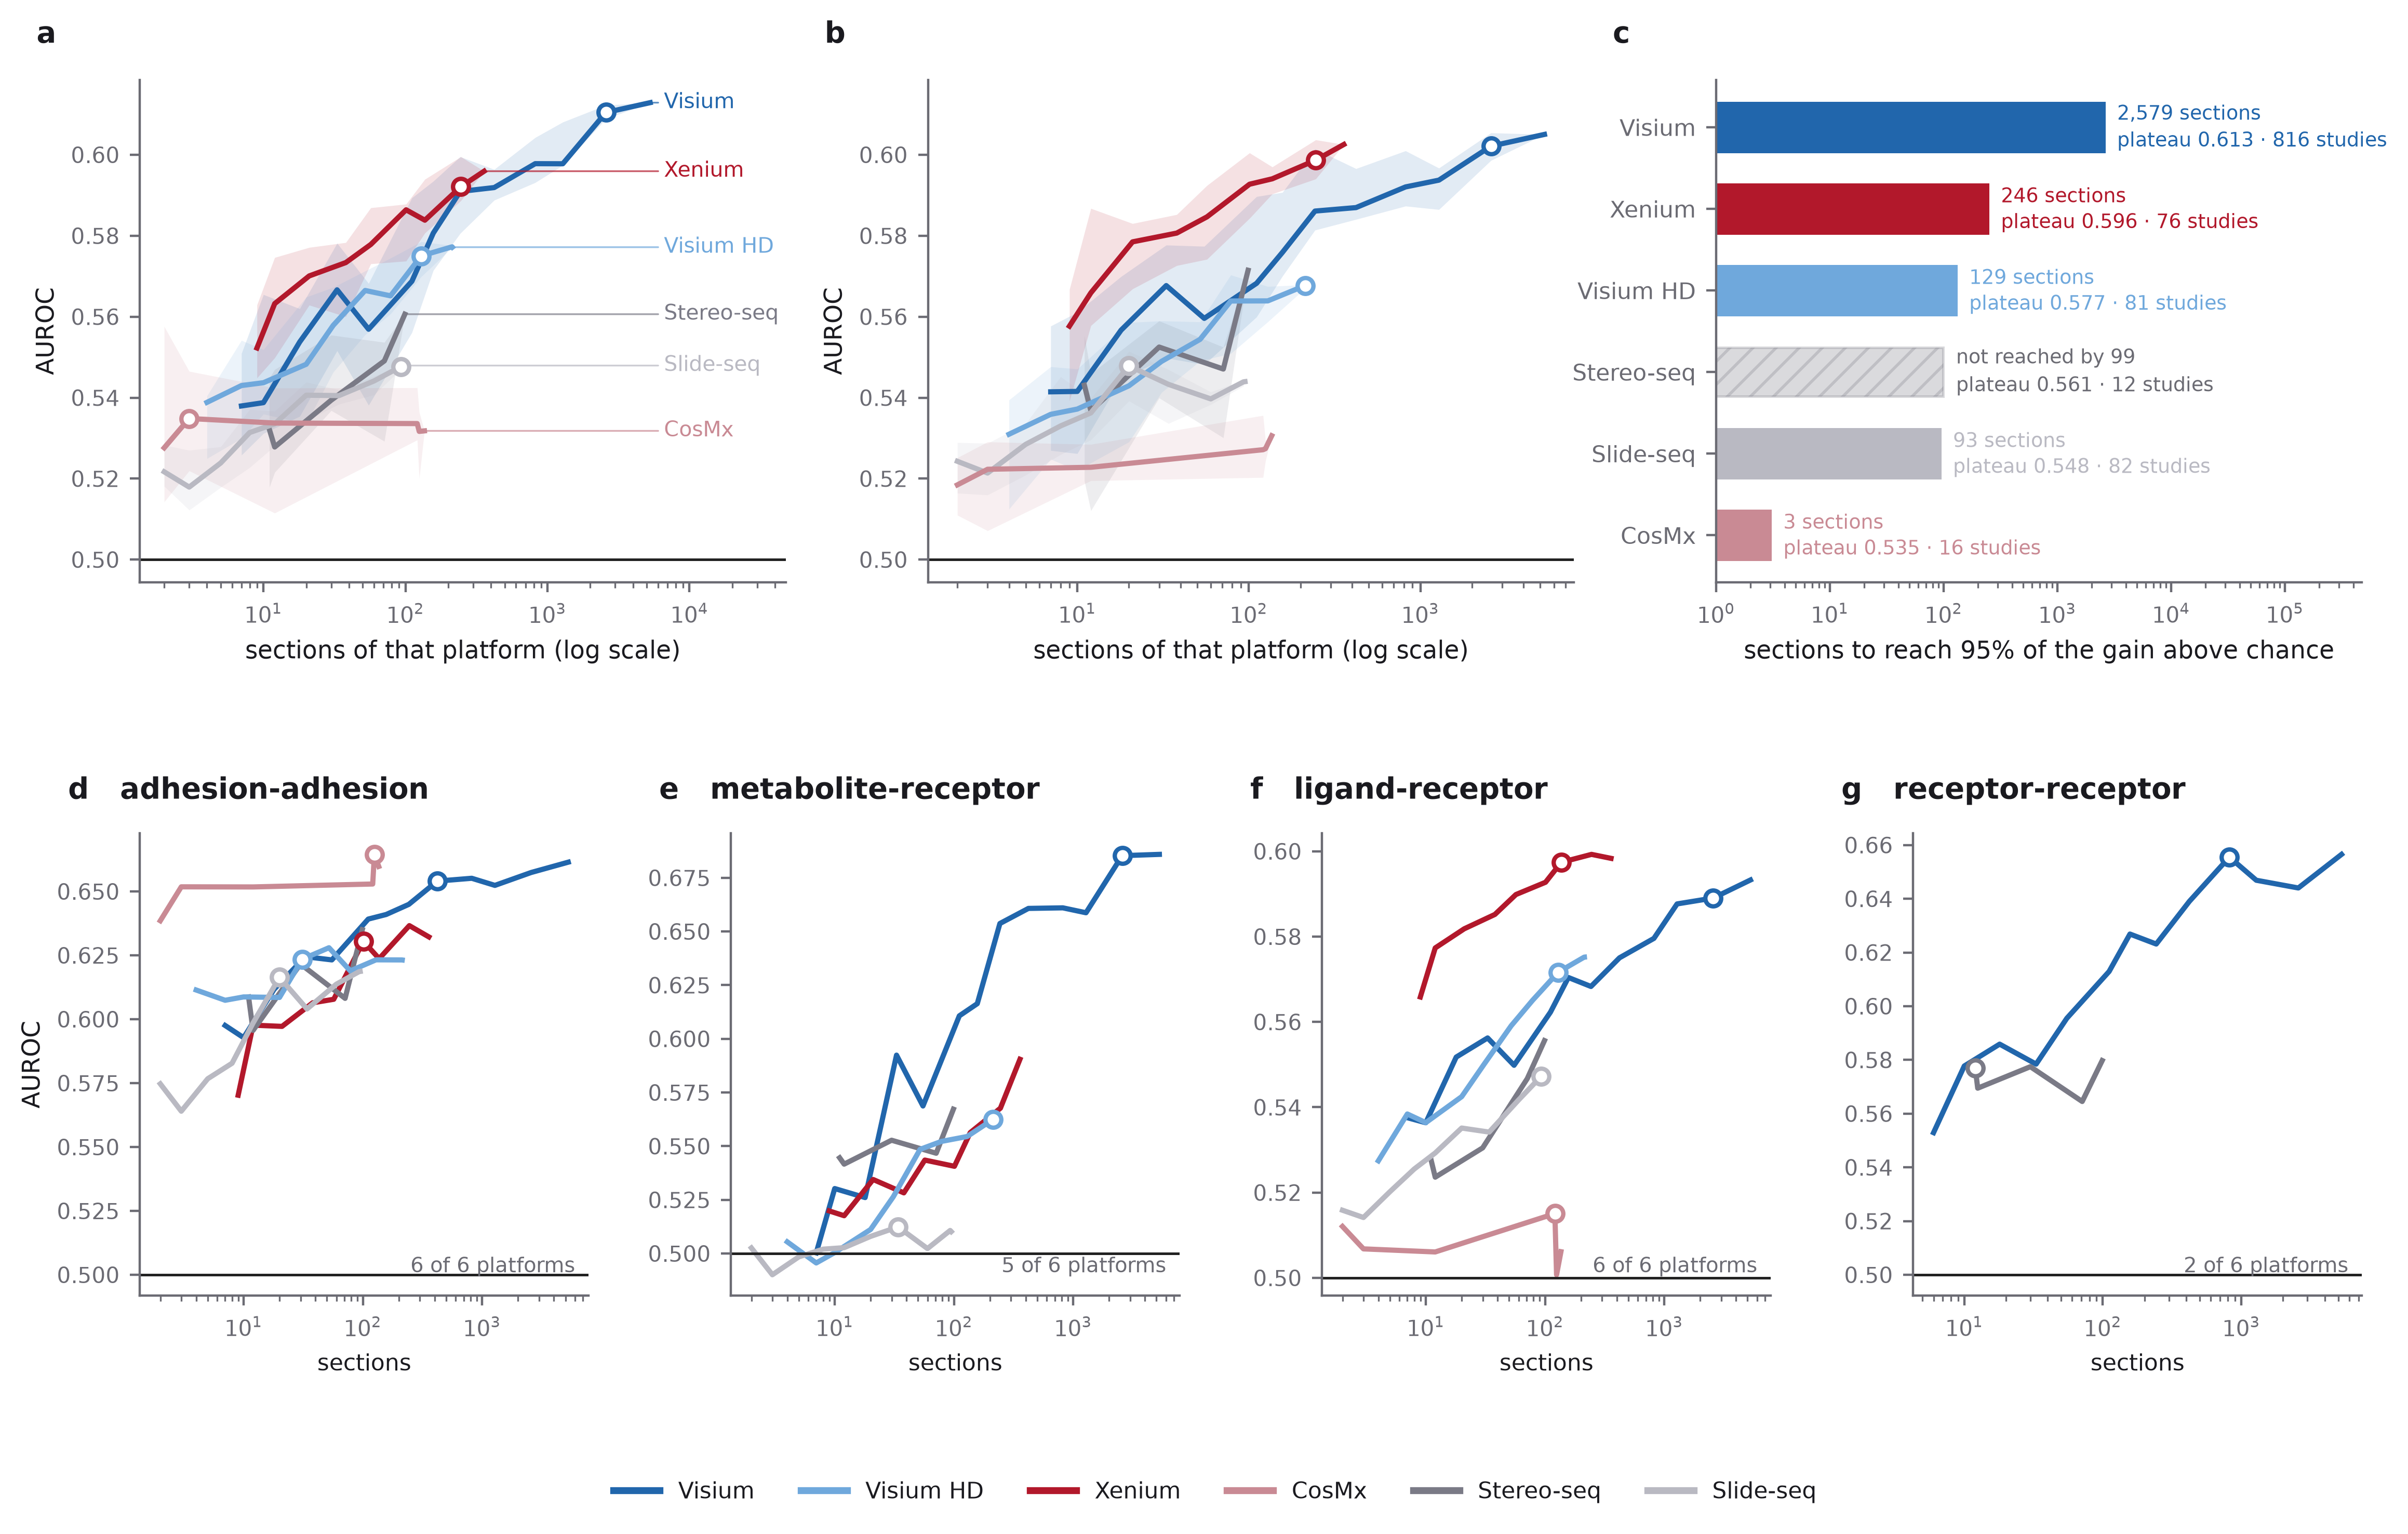 a
b
c
0.60
0.58
0.56
0.54
0.52
0.50
AUROC
10¹
10²
10³
10⁴
sections of that platform (log scale)
Visium
Xenium
Visium HD
Stereo-seq
Slide-seq
CosMx
0.60
0.58
0.56
0.54
0.52
0.50
AUROC
10¹
10²
10³
sections of that platform (log scale)
Visium
Xenium
Visium HD
Stereo-seq
Slide-seq
CosMx
2,579 sections
plateau 0.613 · 816 studies
246 sections
plateau 0.596 · 76 studies
129 sections
plateau 0.577 · 81 studies
not reached by 99
plateau 0.561 · 12 studies
93 sections
plateau 0.548 · 82 studies
3 sections
plateau 0.535 · 16 studies
10⁰
10¹
10²
10³
10⁴
10⁵
sections to reach 95% of the gain above chance
d adhesion-adhesion
0.650
0.625
0.600
0.575
0.550
0.525
0.500
AUROC
6 of 6 platforms
10¹
10²
10³
sections
e metabolite-receptor
0.675
0.650
0.625
0.600
0.575
0.550
0.525
0.500
5 of 6 platforms
10¹
10²
10³
sections
f ligand-receptor
0.60
0.58
0.56
0.54
0.52
0.50
6 of 6 platforms
10¹
10²
10³
sections
g receptor-receptor
0.66
0.64
0.62
0.60
0.58
0.56
0.54
0.52
0.50
2 of 6 platforms
10¹
10²
10³
sections
Visium
Visium HD
Xenium
CosMx
Stereo-seq
Slide-seq